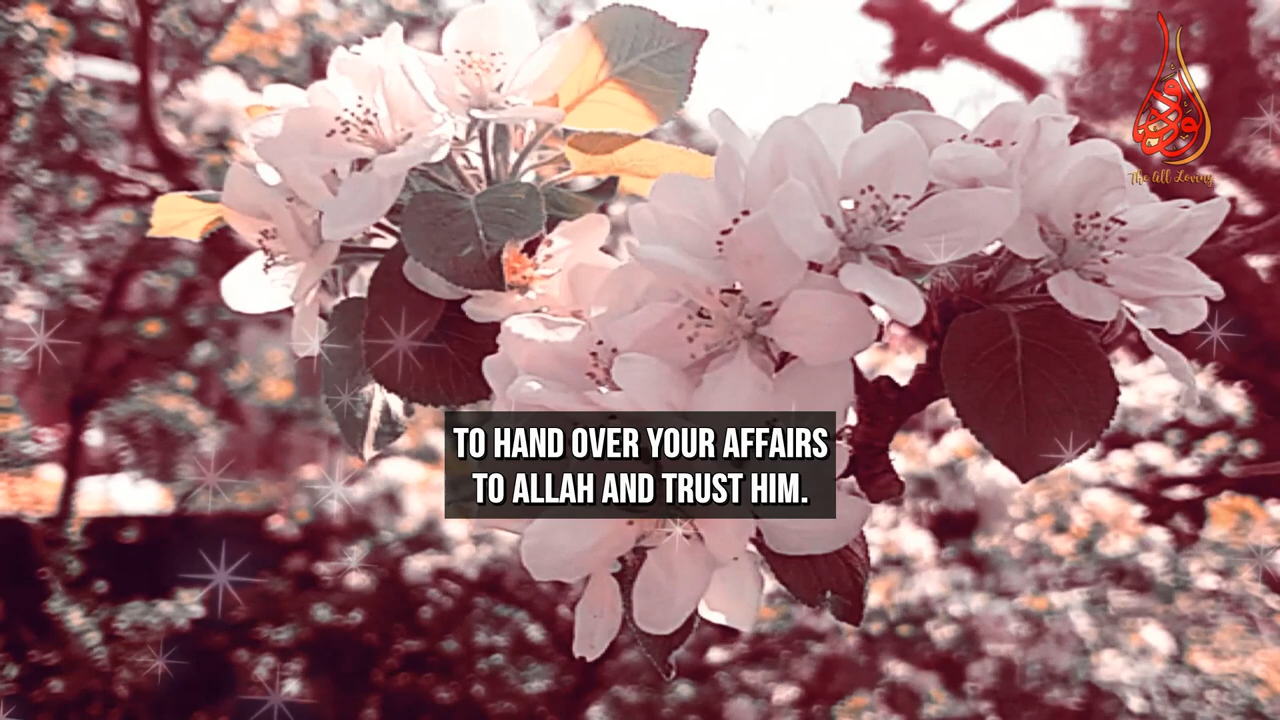 The All Loving
TO HAND OVER YOUR AFFAIRS
TO ALLAH AND TRUST HIM.